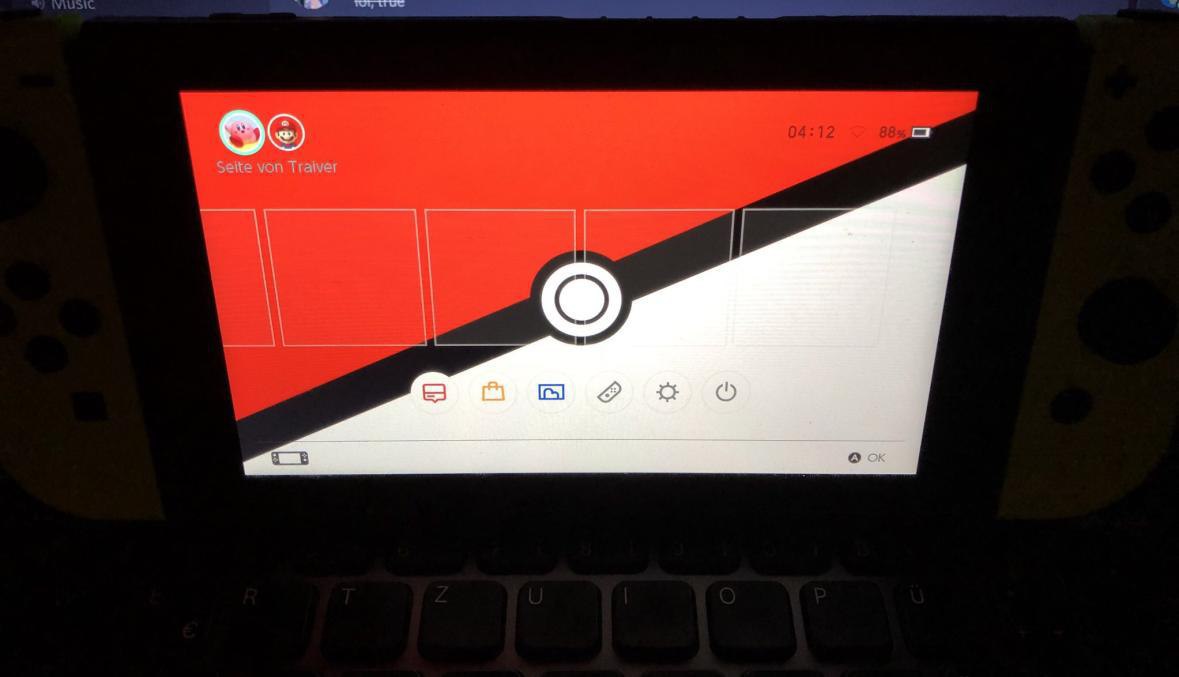 Music
lol, true
04:12
88%
Seite von Traiver
A OK
R T Z U I O P Ü
€